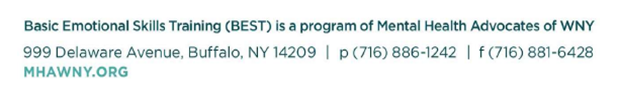 Basic Emotional Skills Training (BEST) is a program of Mental Health Advocates of WNY
999 Delaware Avenue, Buffalo, NY 14209 | p (716) 886-1242 | f (716) 881-6428
MHAWNY.ORG